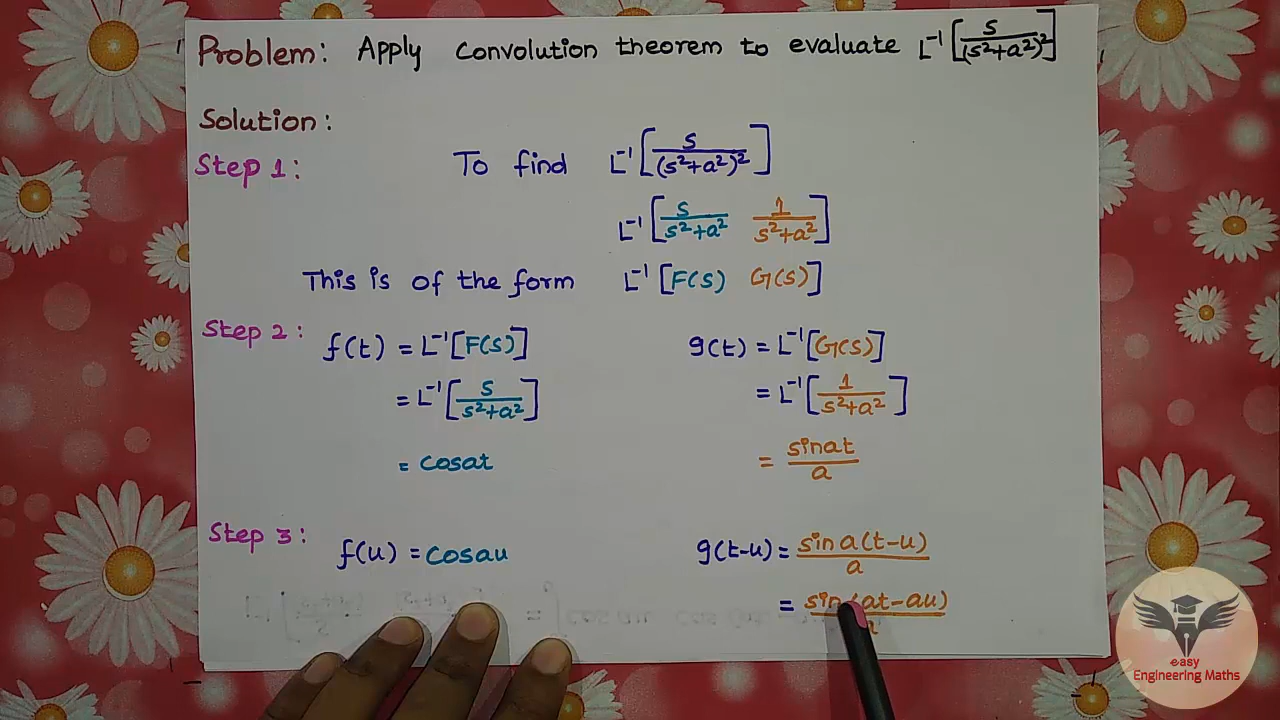 Problem: Apply Convolution theorem to evaluate L⁻¹[s/(s²+a²)²]
Solution:
Step 1: To find L⁻¹[s/(s²+a²)²]
L⁻¹[s/(s²+a²) 1/(s²+a²)]
This is of the form L⁻¹[F(s) G(s)]
Step 2: f(t) = L⁻¹[F(s)] g(t) = L⁻¹[G(s)]
= L⁻¹[s/(s²+a²)] = L⁻¹[1/(s²+a²)]
= cosat = sinat/a
Step 3: f(u) = cosau g(t-u) = sina(t-u)/a
= sin(at-au)
easy
Engineering Maths